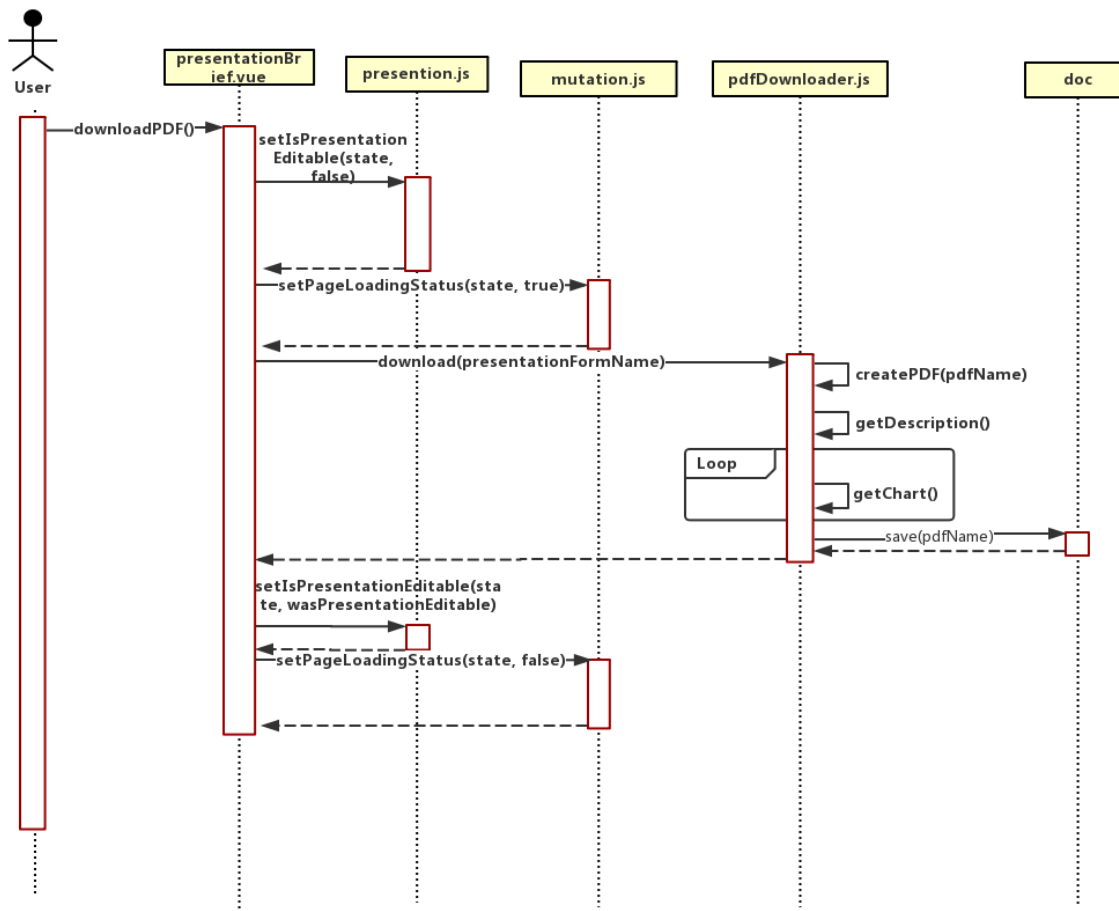 User
presentationBr
ief.vue
presention.js
mutation.js
pdfDownloader.js
doc
downloadPDF()
setIsPresentation
Editable(state,
false)
setPageLoadingStatus(state, true)
download(presentationFormName)
createPDF(pdfName)
getDescription()
Loop
getChart()
save(pdfName)
setIsPresentationEditable(sta
te, wasPresentationEditable)
setPageLoadingStatus(state, false)